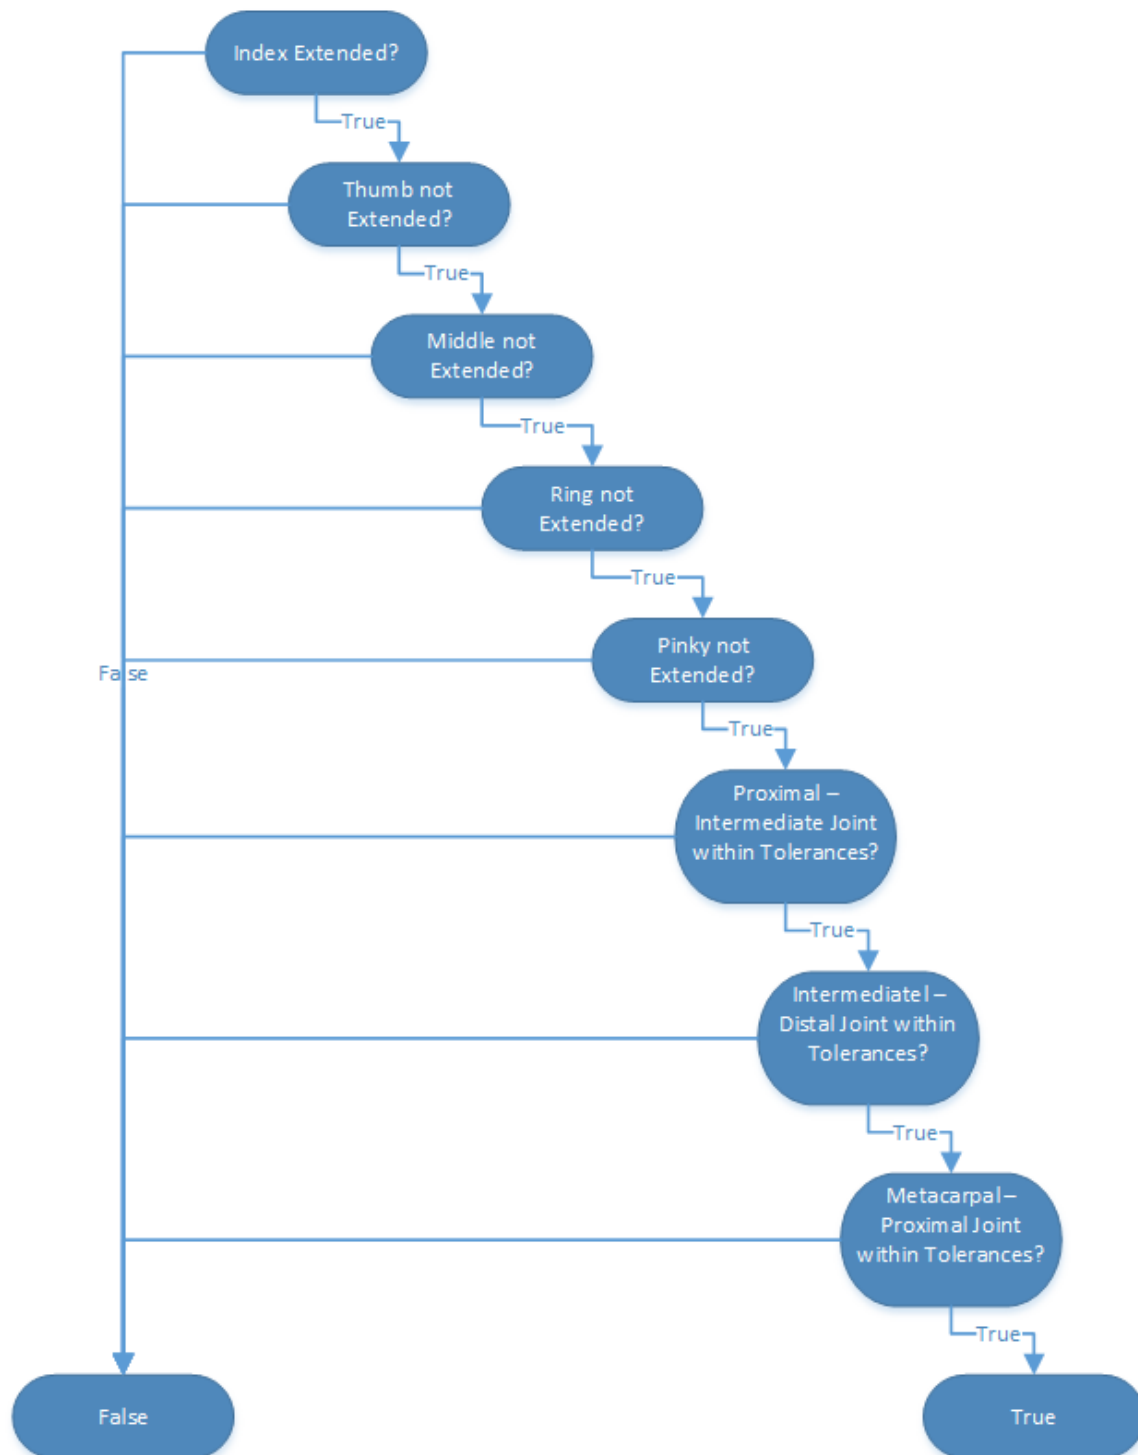 Index Extended?
True
Thumb not
Extended?
True
Middle not
Extended?
True
Ring not
Extended?
True
Pinky not
Extended?
False
True
Proximal –
Intermediate Joint
within Tolerances?
True
Intermediatel –
Distal Joint within
Tolerances?
True
Metacarpal –
Proximal Joint
within Tolerances?
True
False
True